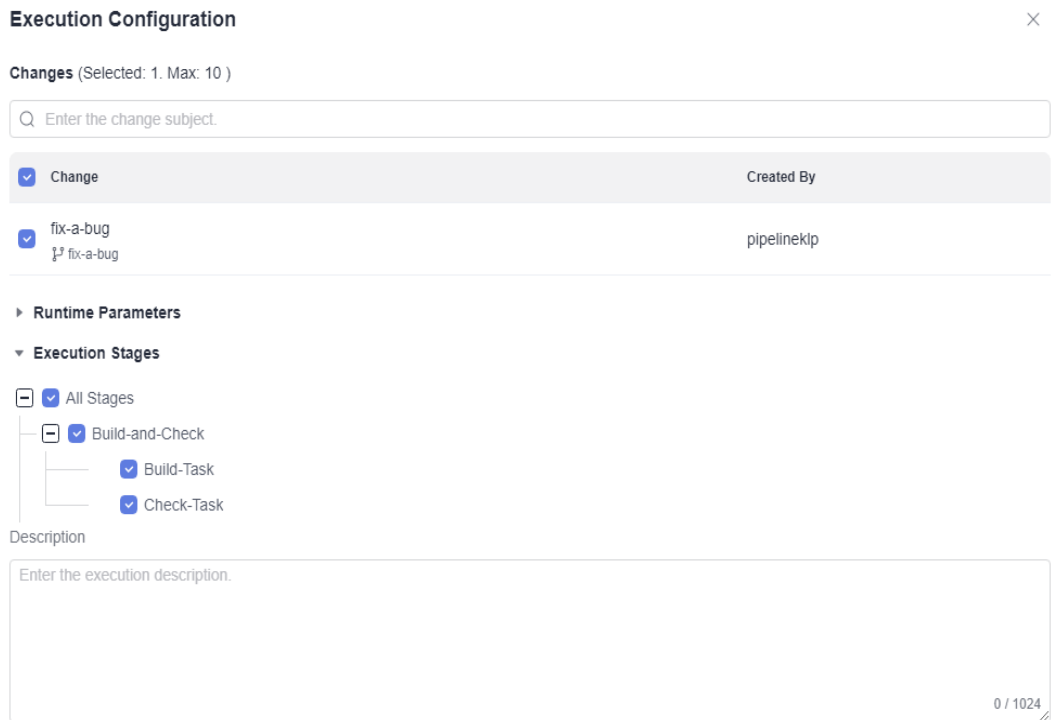 Execution Configuration
Changes (Selected: 1. Max: 10 )
Enter the change subject.
Change Created By
fix-a-bug
fix-a-bug
pipelineklp
Runtime Parameters
Execution Stages
All Stages
Build-and-Check
Build-Task
Check-Task
Description
Enter the execution description.
0 / 1024